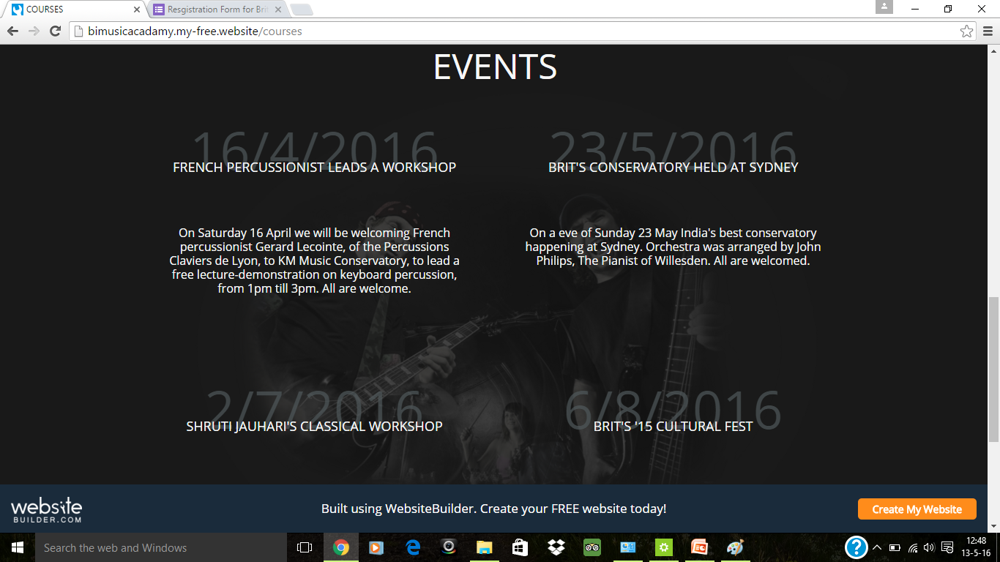 COURSES
Resgistration Form for Brit
bimusicacadamy.my-free.website/courses
EVENTS
16/4/2016
FRENCH PERCUSSIONIST LEADS A WORKSHOP
On Saturday 16 April we will be welcoming French
percussionist Gerard Lecointe, of the Percussions
Claviers de Lyon, to KM Music Conservatory, to lead a
free lecture-demonstration on keyboard percussion,
from 1pm till 3pm. All are welcome.
23/5/2016
BRIT'S CONSERVATORY HELD AT SYDNEY
On a eve of Sunday 23 May India's best conservatory
happening at Sydney. Orchestra was arranged by John
Philips, The Pianist of Willesden. All are welcomed.
2/7/2016
SHRUTI JAUHARI'S CLASSICAL WORKSHOP
6/8/2016
BRIT'S '15 CULTURAL FEST
website
BUILDER.COM
Built using WebsiteBuilder. Create your FREE website today!
Create My Website
Search the web and Windows
12:48
13-5-16